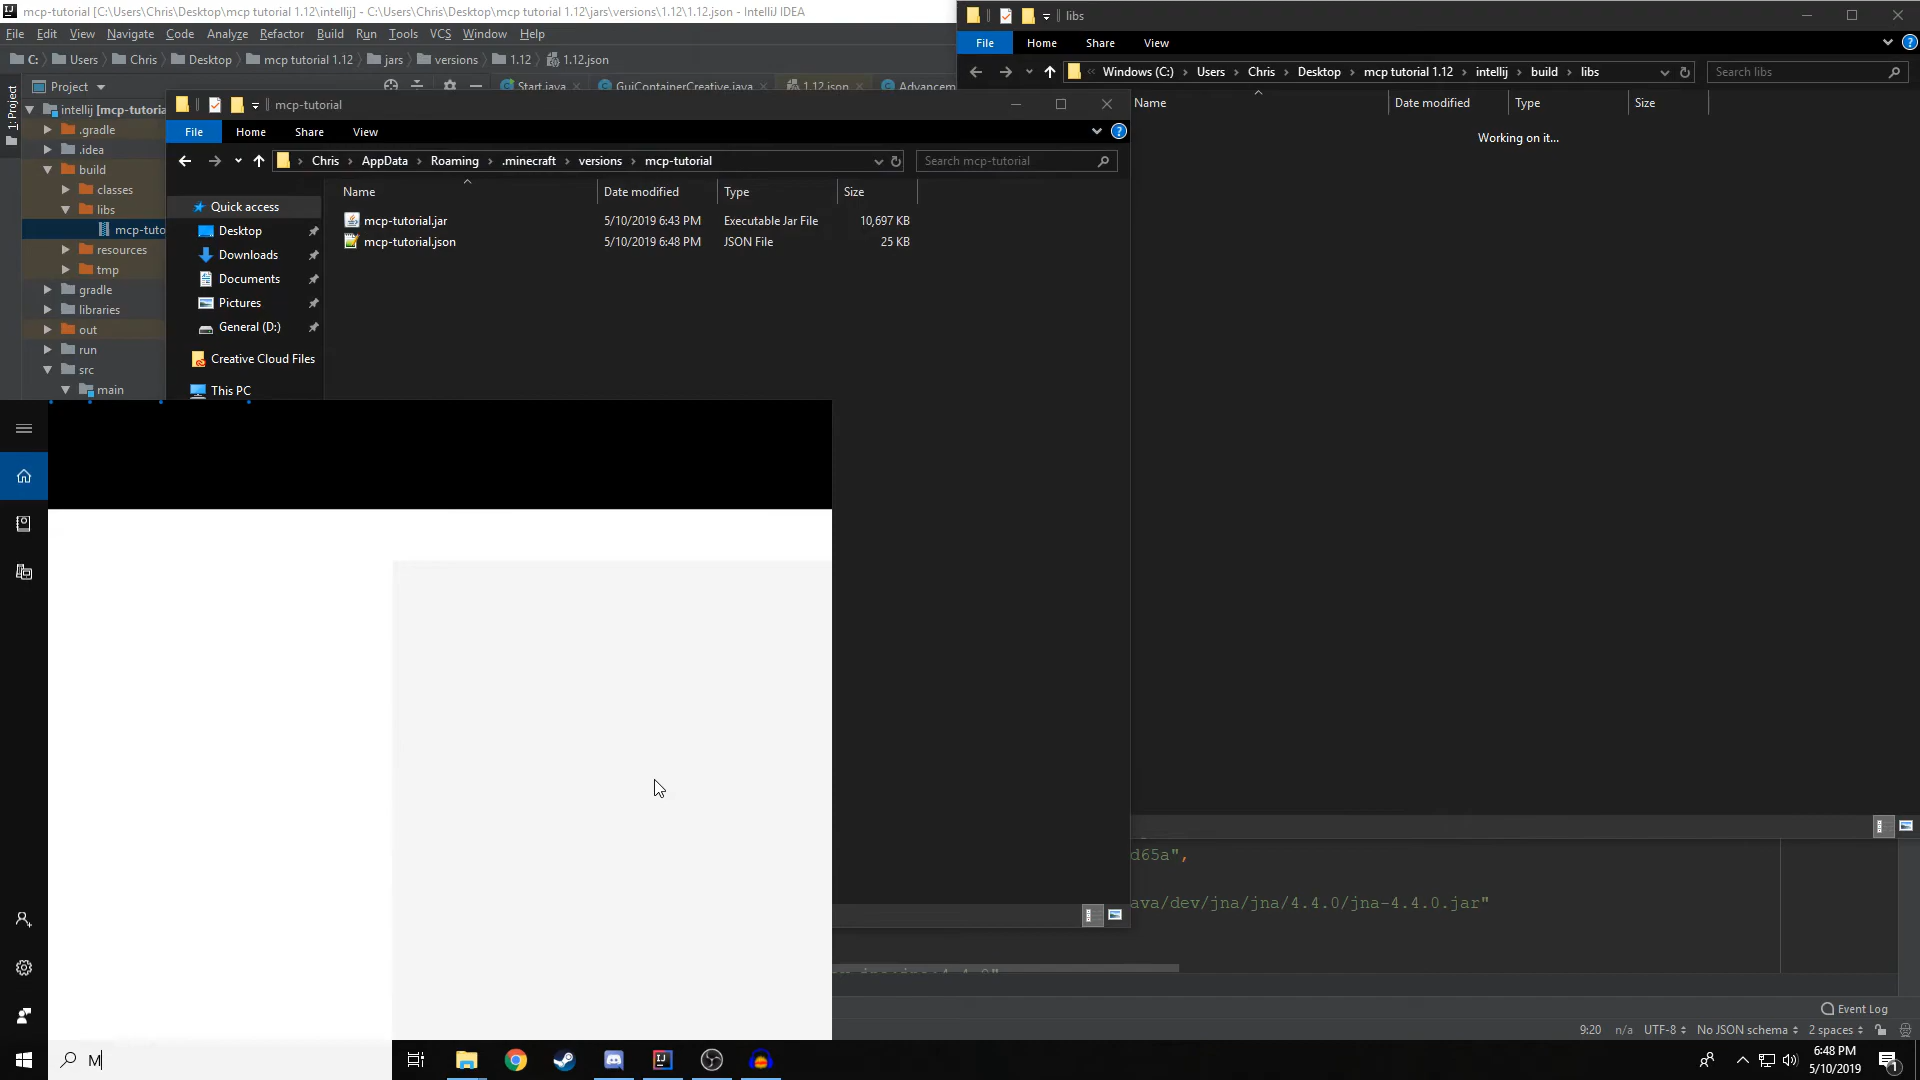 mcp-tutorial [C:\Users\Chris\Desktop\mcp tutorial 1.12\intellij] - C:\Users\Chris\Desktop\mcp tutorial 1.12\jars\versions\1.12\1.12.json - IntelliJ IDEA
libs
File Edit View Navigate Code Analyze Refactor Build Run Tools VCS Window Help
File Home Share View
C: Users Chris Desktop mcp tutorial 1.12 jars versions 1.12 1.12.json
Windows (C:) Users Chris Desktop mcp tutorial 1.12 intellij build libs
Search libs
Project
Start.java GuiContainerCreative.java 1.12.json Advancem
1: Project
Name Date modified Type Size
Working on it...
mcp-tutorial
File Home Share View
Chris AppData Roaming .minecraft versions mcp-tutorial
Search mcp-tutorial
Name Date modified Type Size
mcp-tutorial.jar 5/10/2019 6:43 PM Executable Jar File 10,697 KB
mcp-tutorial.json 5/10/2019 6:48 PM JSON File 25 KB
Quick access
Desktop
Downloads
Documents
Pictures
General (D:)
Creative Cloud Files
This PC
intellij [mcp-tutoria
.gradle
.idea
build
classes
libs
mcp-tuto
resources
tmp
gradle
libraries
out
run
src
main
d65a",
ava/dev/jna/jna/4.4.0/jna-4.4.0.jar"
Event Log
9:20 n/a UTF-8 No JSON schema 2 spaces
M
6:48 PM
5/10/2019
1